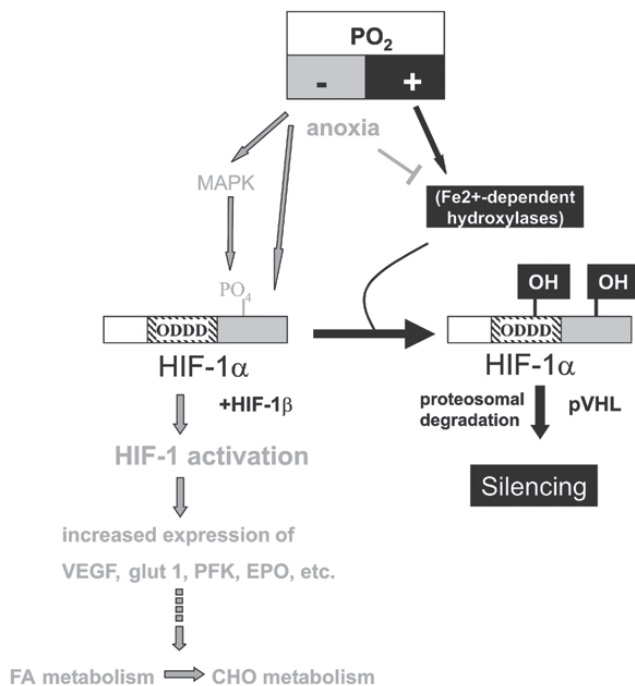 PO2
- +
anoxia
MAPK
(Fe2+-dependent
hydroxylases)
PO4
OH OH
ODDD
ODDD
HIF-1α
HIF-1α
+HIF-1β
proteosomal
degradation
pVHL
HIF-1 activation
Silencing
increased expression of
VEGF, glut 1, PFK, EPO, etc.
FA metabolism CHO metabolism